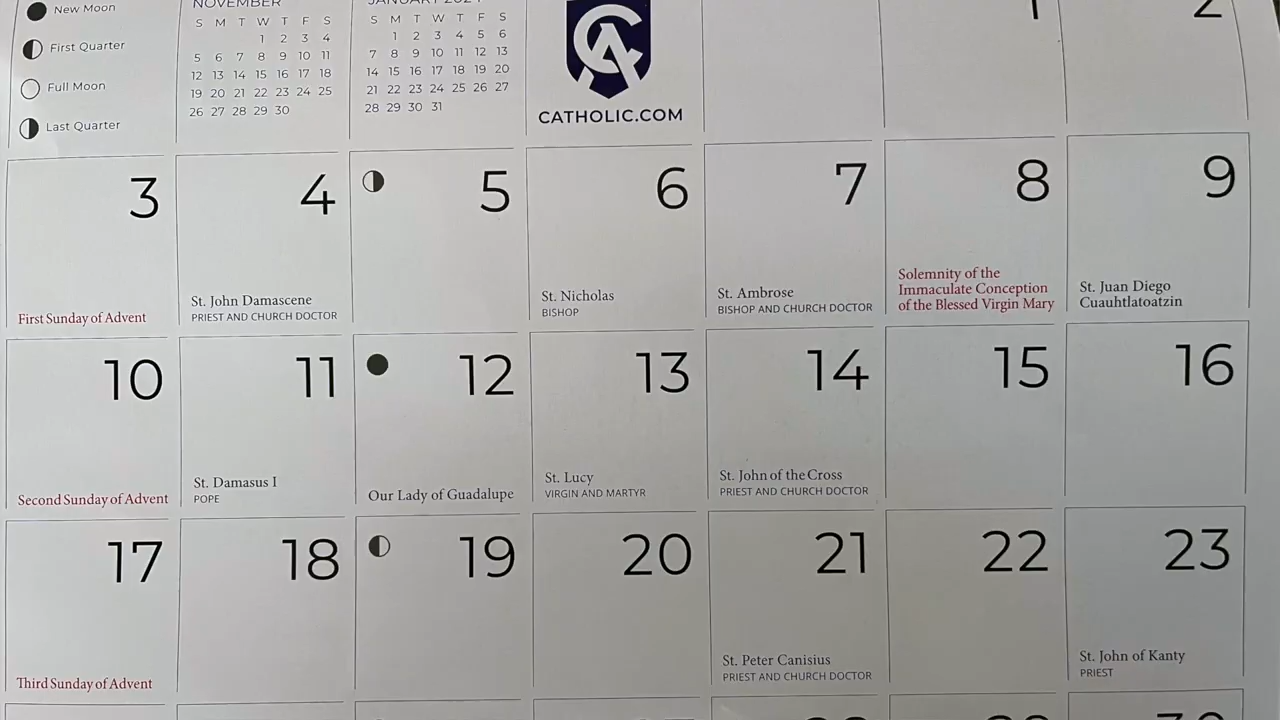 New Moon
First Quarter
Full Moon
Last Quarter
NOVEMBER
S M T W T F S
1 2 3 4
5 6 7 8 9 10 11
12 13 14 15 16 17 18
19 20 21 22 23 24 25
26 27 28 29 30
JANUARY 2024
S M T W T F S
1 2 3 4 5 6
7 8 9 10 11 12 13
14 15 16 17 18 19 20
21 22 23 24 25 26 27
28 29 30 31
CA
CATHOLIC.COM
1
2
3
First Sunday of Advent
4
St. John Damascene
PRIEST AND CHURCH DOCTOR
5
6
St. Nicholas
BISHOP
7
St. Ambrose
BISHOP AND CHURCH DOCTOR
8
Solemnity of the
Immaculate Conception
of the Blessed Virgin Mary
9
St. Juan Diego
Cuauhtlatoatzin
10
Second Sunday of Advent
11
St. Damasus I
POPE
12
Our Lady of Guadalupe
13
St. Lucy
VIRGIN AND MARTYR
14
St. John of the Cross
PRIEST AND CHURCH DOCTOR
15
16
17
Third Sunday of Advent
18
19
20
21
St. Peter Canisius
PRIEST AND CHURCH DOCTOR
22
23
St. John of Kanty
PRIEST